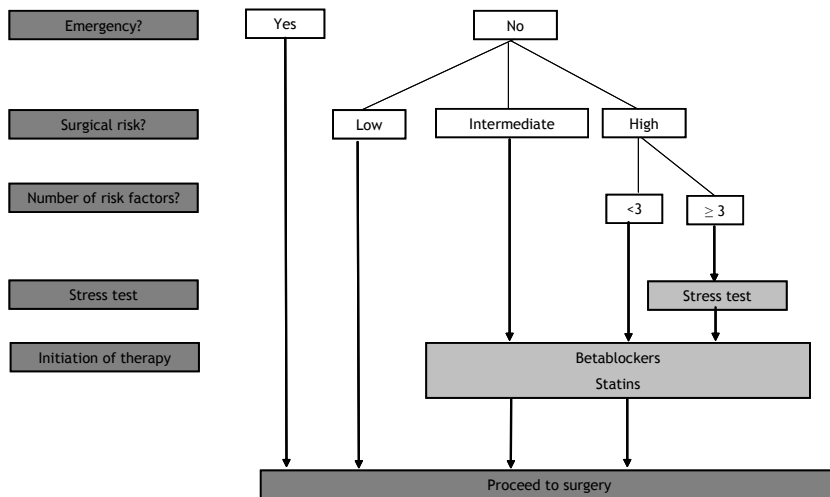 Emergency?
Yes
No
Surgical risk?
Low
Intermediate
High
Number of risk factors?
<3
≥ 3
Stress test
Stress test
Initiation of therapy
Betablockers
Statins
Proceed to surgery